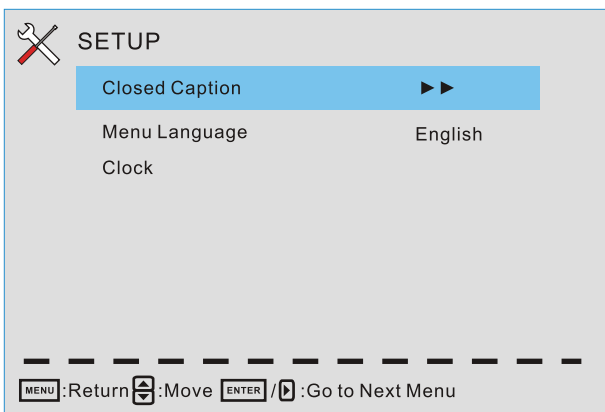 SETUP
Closed Caption ►►
Menu Language English
Clock
MENU :Return :Move ENTER / :Go to Next Menu